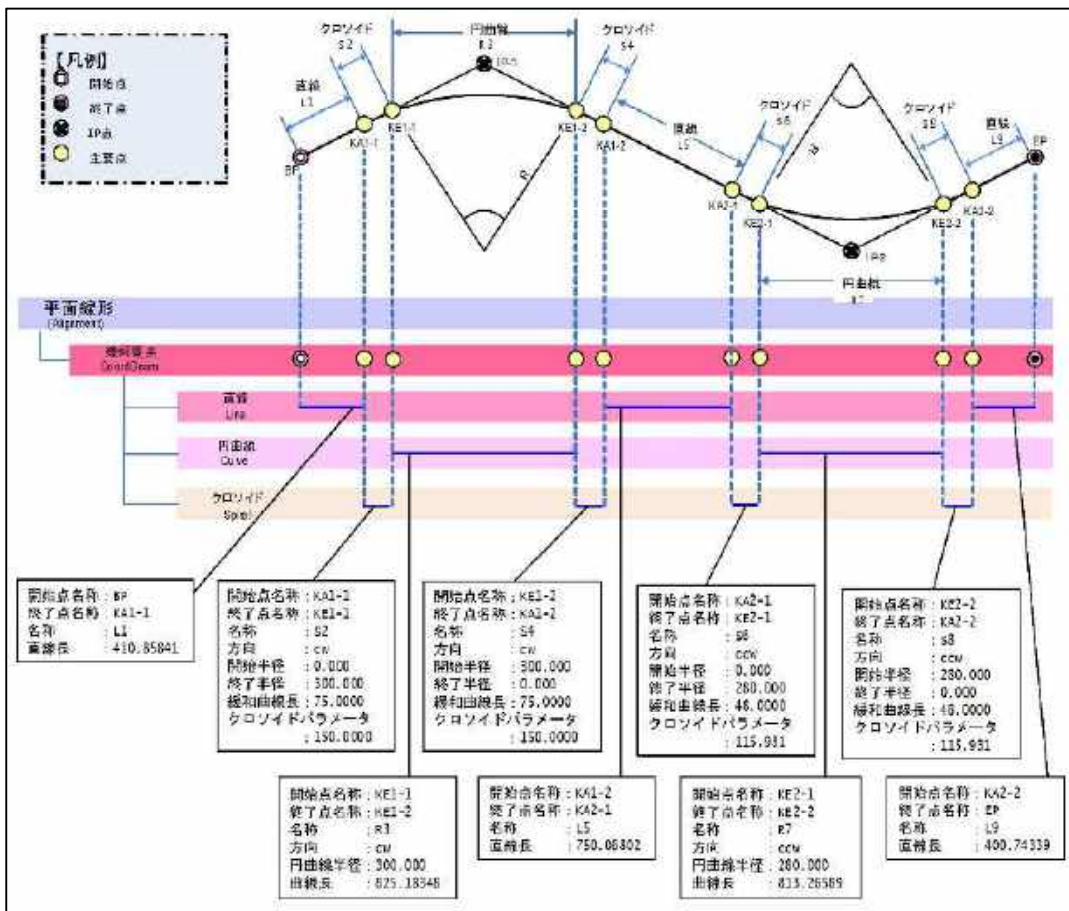 【凡例】
開始点
終了点
IP点
主要点
クロソイド
S2
円曲線
R3
クロソイド
S4
直線
L1
直線
L5
クロソイド
S6
クロソイド
S8
直線
L9
BP
KA1-1
KE1-1
KE1-2
KA1-2
KA2-1
KE2-1
KE2-2
KA2-2
EP
R
円曲線
平面線形
(Alignment)
幾何要素
CoordGeom
直線
Line
円曲線
Curve
クロソイド
Spiral
開始点名称:BP
終了点名称:KA1-1
名称:L1
直線長:410.85841
開始点名称:KA1-1
終了点名称:KE1-1
名称:S2
方向:cw
開始半径:0.000
終了半径:300.000
緩和曲線長:75.0000
クロソイドパラメータ
:150.0000
開始点名称:KE1-2
終了点名称:KA1-2
名称:S4
方向:cw
開始半径:300.000
終了半径:0.000
緩和曲線長:75.0000
クロソイドパラメータ
:150.0000
開始点名称:KA2-1
終了点名称:KE2-1
名称:S6
方向:ccw
開始半径:0.000
終了半径:280.000
緩和曲線長:48.0000
クロソイドパラメータ
:115.931
開始点名称:KE2-2
終了点名称:KA2-2
名称:S8
方向:ccw
開始半径:280.000
終了半径:0.000
緩和曲線長:48.0000
クロソイドパラメータ
:115.931
開始点名称:KE1-1
終了点名称:KE1-2
名称:R3
方向:cw
円曲線半径:300.000
曲線長:825.18348
開始点名称:KA1-2
終了点名称:KA2-1
名称:L5
直線長:750.06802
開始点名称:KE2-1
終了点名称:KE2-2
名称:R7
方向:ccw
円曲線半径:280.000
曲線長:813.26589
開始点名称:KA2-2
終了点名称:EP
名称:L9
直線長:400.74339